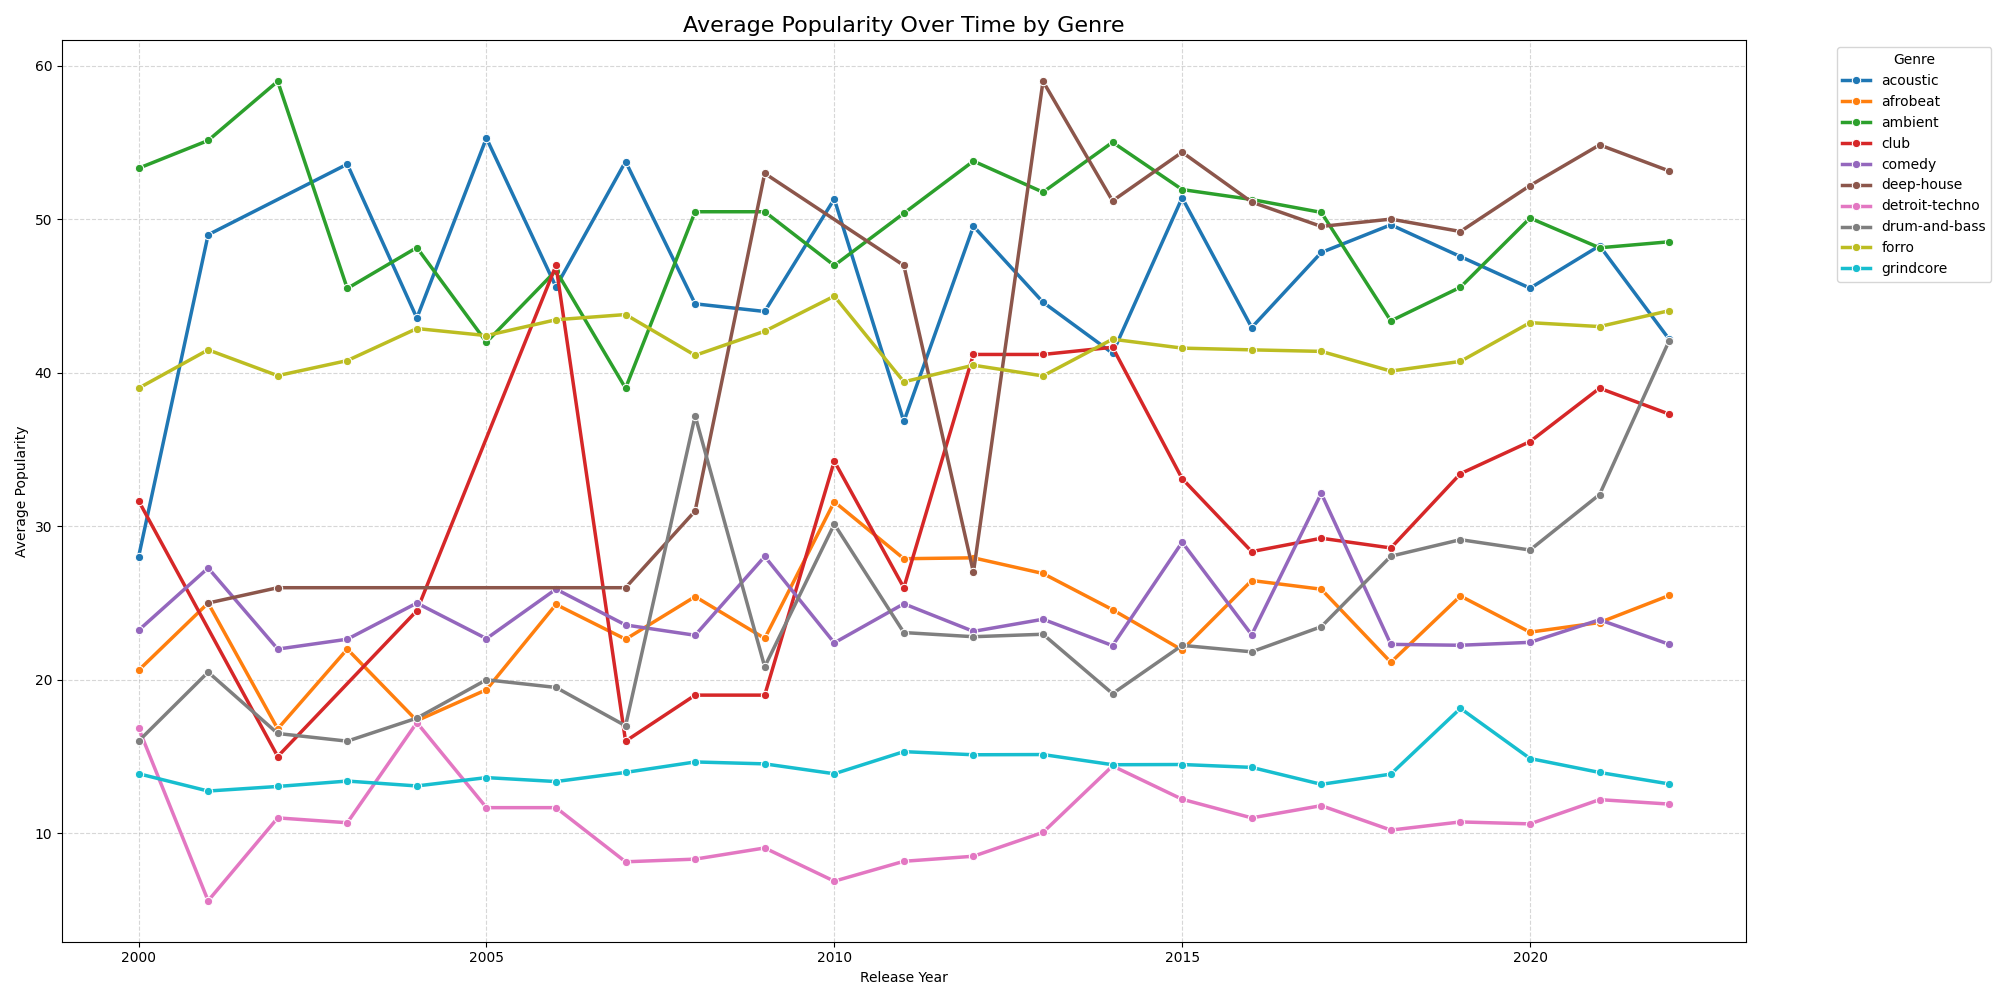 Average Popularity Over Time by Genre
60
50
40
30
20
10
Average Popularity
2000
2005
2010
2015
2020
Release Year
Genre
acoustic
afrobeat
ambient
club
comedy
deep-house
detroit-techno
drum-and-bass
forro
grindcore